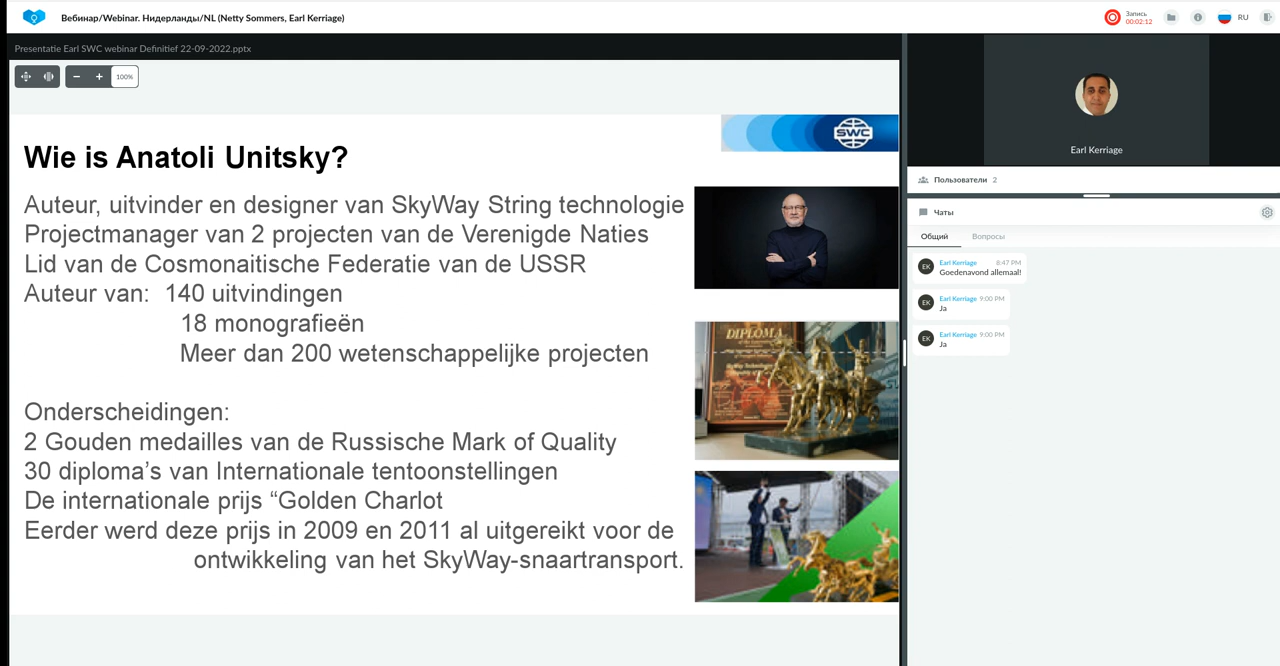 Вебинар/Webinar. Нидерланды/NL (Netty Sommers, Earl Kerriage)
Запись
00:02:12
RU
Presentatie Earl SWC webinar Definitief 22-09-2022.pptx
100%
SWC
Wie is Anatoli Unitsky?
Auteur, uitvinder en designer van SkyWay String technologie
Projectmanager van 2 projecten van de Verenigde Naties
Lid van de Cosmonaitische Federatie van de USSR
Auteur van: 140 uitvindingen
18 monografieën
Meer dan 200 wetenschappelijke projecten
Onderscheidingen:
2 Gouden medailles van de Russische Mark of Quality
30 diploma’s van Internationale tentoonstellingen
De internationale prijs “Golden Charlot
Eerder werd deze prijs in 2009 en 2011 al uitgereikt voor de
ontwikkeling van het SkyWay-snaartransport.
DIPLOMA
Earl Kerriage
Пользователи 2
Чаты
Общий Вопросы
EK Earl Kerriage 8:47 PM
Goedenavond allemaal!
EK Earl Kerriage 9:00 PM
Ja
EK Earl Kerriage 9:00 PM
Ja